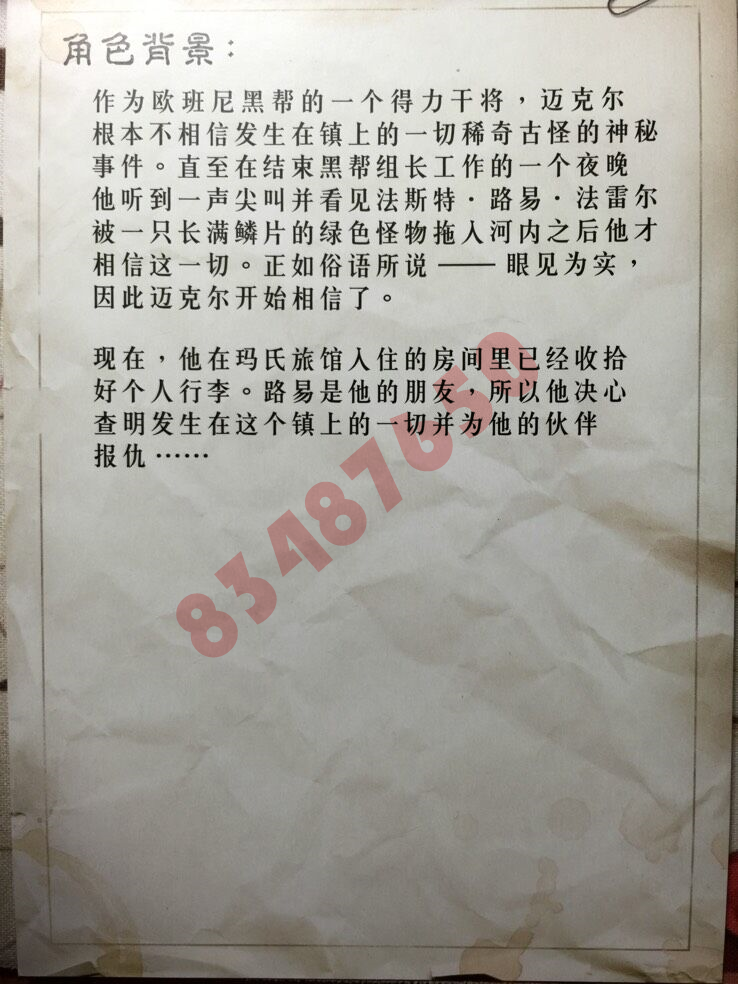 角色背景：
作为欧班尼黑帮的一个得力干将，迈克尔
根本不相信发生在镇上的一切稀奇古怪的神秘
事件。直至在结束黑帮组长工作的一个夜晚
他听到一声尖叫并看见法斯特·路易·法雷尔
被一只长满鳞片的绿色怪物拖入河内之后他才
相信这一切。正如俗语所说——眼见为实，
因此迈克尔开始相信了。
现在，他在玛氏旅馆入住的房间里已经收拾
好个人行李。路易是他的朋友，所以他决心
查明发生在这个镇上的一切并为他的伙伴
报仇……
83487650